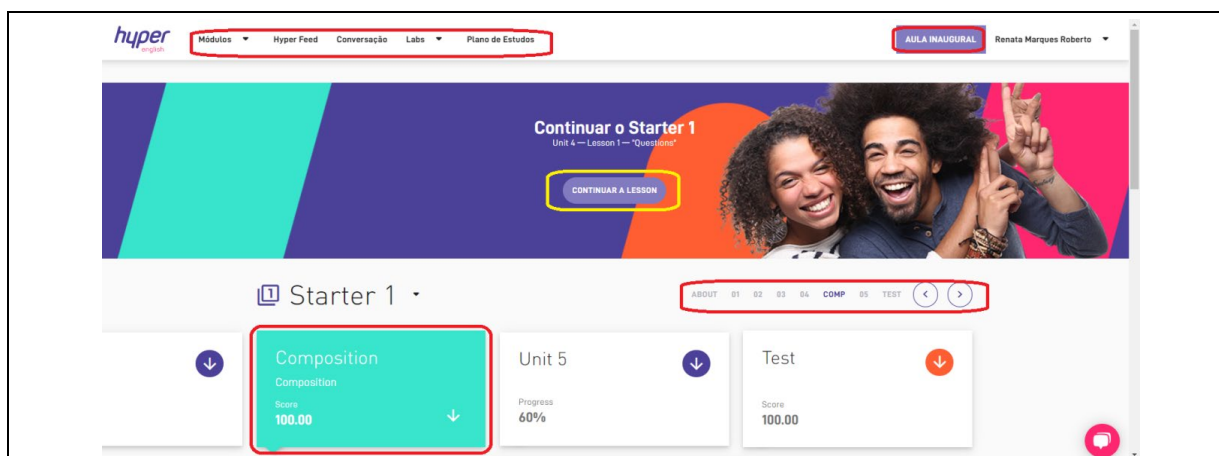 hyper
english
Módulos Hyper Feed Conversação Labs Plano de Estudos AULA INAUGURAL Renata Marques Roberto
Continuar o Starter 1
Unit 4 — Lesson 1 — "Questions"
CONTINUAR A LESSON
1 Starter 1
ABOUT 01 02 03 04 COMP 05 TEST
Composition
Composition
Score
100.00
Unit 5
Progress
60%
Test
Score
100.00